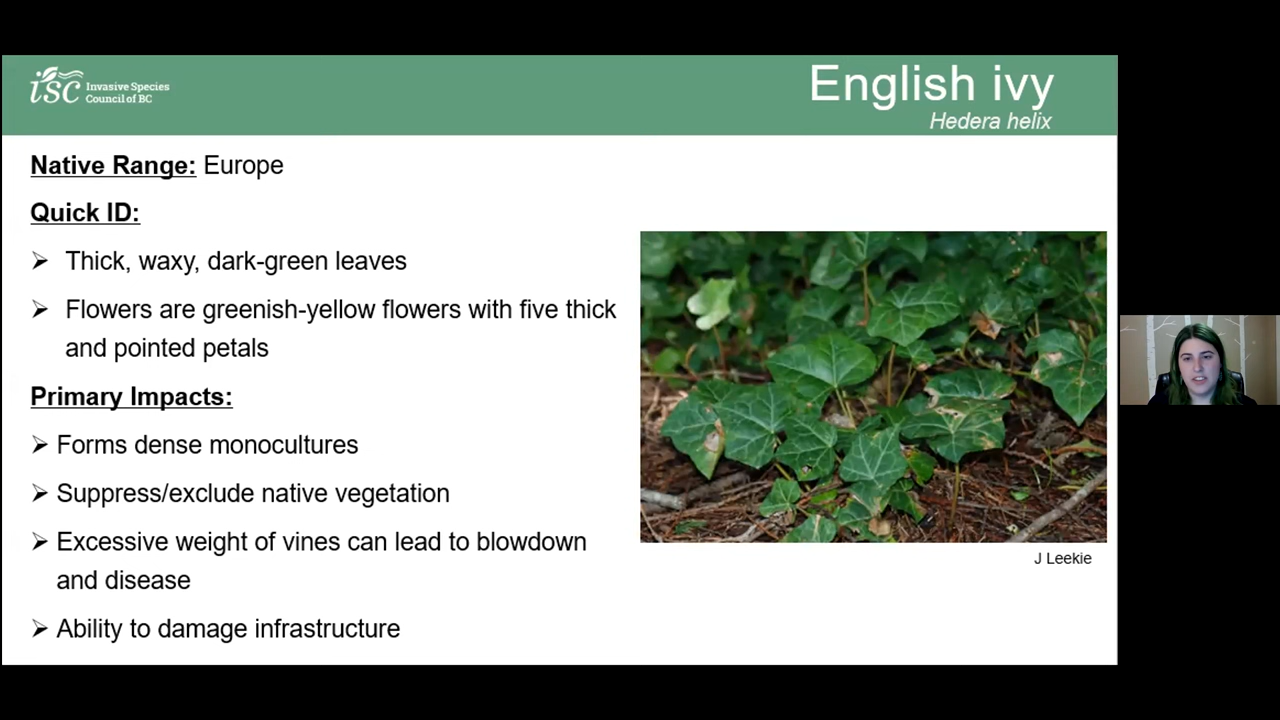 isc Invasive Species
Council of BC
English ivy
Hedera helix
Native Range: Europe
Quick ID:
➢ Thick, waxy, dark-green leaves
➢ Flowers are greenish-yellow flowers with five thick
and pointed petals
Primary Impacts:
➢ Forms dense monocultures
➢ Suppress/exclude native vegetation
➢ Excessive weight of vines can lead to blowdown
and disease
➢ Ability to damage infrastructure
J Leekie